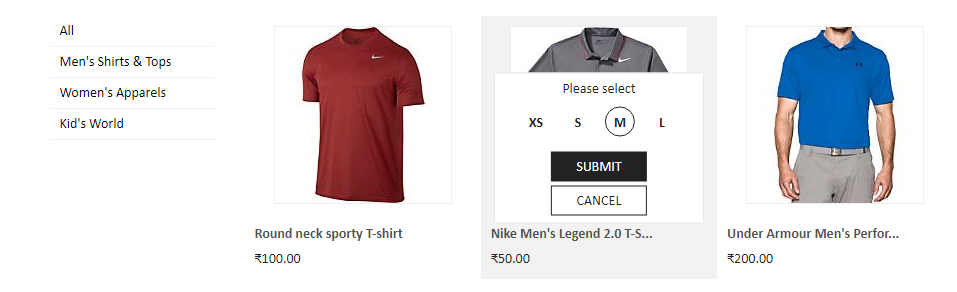 All
Men's Shirts & Tops
Women's Apparels
Kid's World
Please select
XS S M L
SUBMIT
CANCEL
Round neck sporty T-shirt
₹100.00
Nike Men's Legend 2.0 T-S...
₹50.00
Under Armour Men's Perfor...
₹200.00